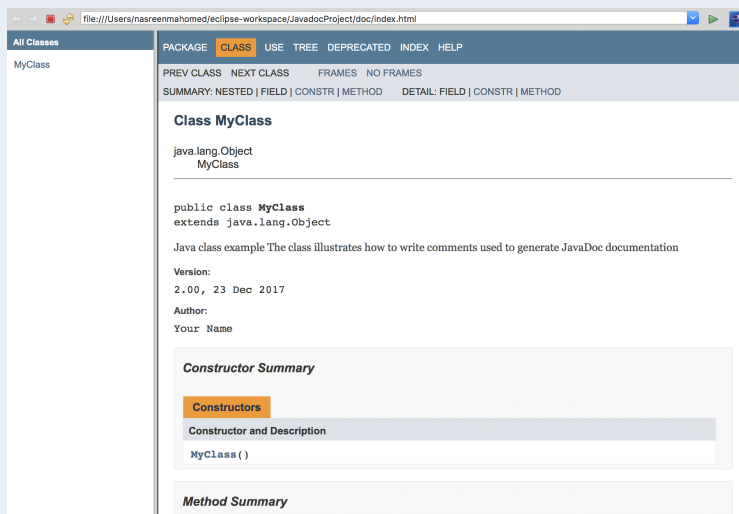 file:///Users/nasreenmahomed/eclipse-workspace/JavadocProject/doc/index.html
All Classes
MyClass
PACKAGE CLASS USE TREE DEPRECATED INDEX HELP
PREV CLASS NEXT CLASS FRAMES NO FRAMES
SUMMARY: NESTED | FIELD | CONSTR | METHOD DETAIL: FIELD | CONSTR | METHOD
Class MyClass
java.lang.Object
MyClass
public class MyClass
extends java.lang.Object
Java class example The class illustrates how to write comments used to generate JavaDoc documentation
Version:
2.00, 23 Dec 2017
Author:
Your Name
Constructor Summary
Constructors
Constructor and Description
MyClass()
Method Summary